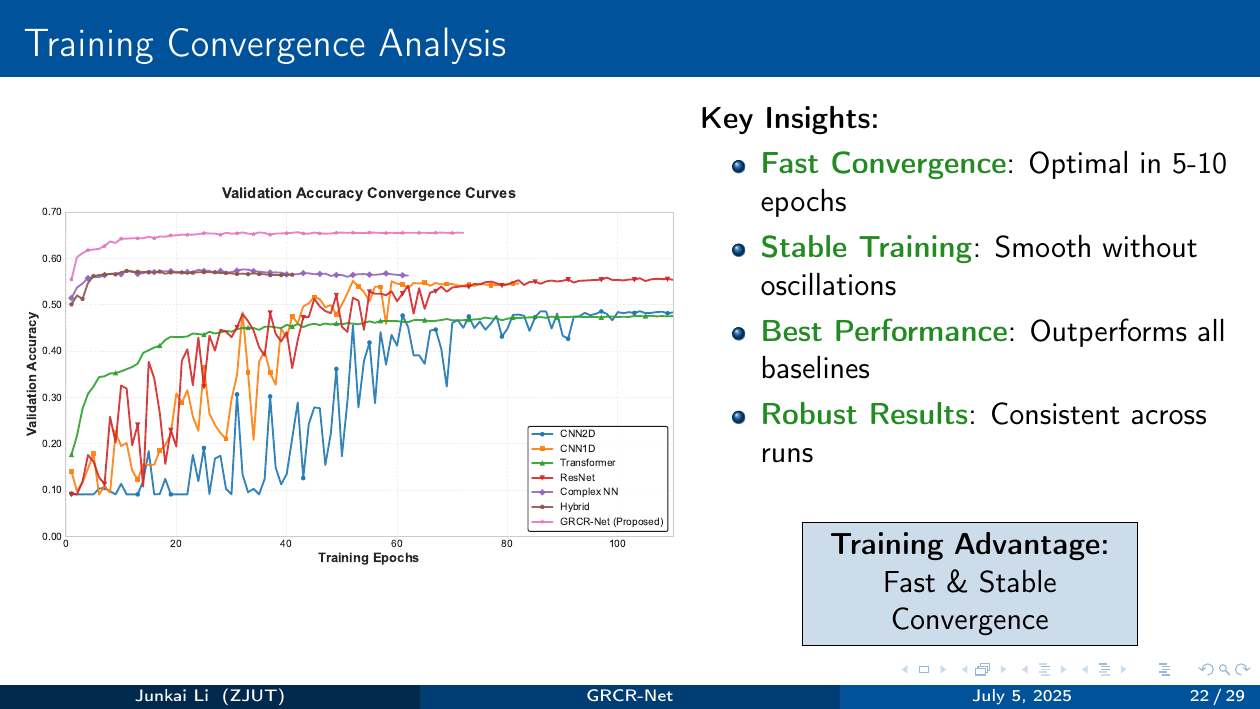 Training Convergence Analysis
Validation Accuracy Convergence Curves
0.70
0.60
0.50
0.40
0.30
0.20
0.10
0.00
Validation Accuracy
0
20
40
60
80
100
Training Epochs
CNN2D
CNN1D
Transformer
ResNet
Complex NN
Hybrid
GRCR-Net (Proposed)
Key Insights:
Fast Convergence: Optimal in 5-10
epochs
Stable Training: Smooth without
oscillations
Best Performance: Outperforms all
baselines
Robust Results: Consistent across
runs
Training Advantage:
Fast & Stable
Convergence
Junkai Li (ZJUT)
GRCR-Net
July 5, 2025
22 / 29